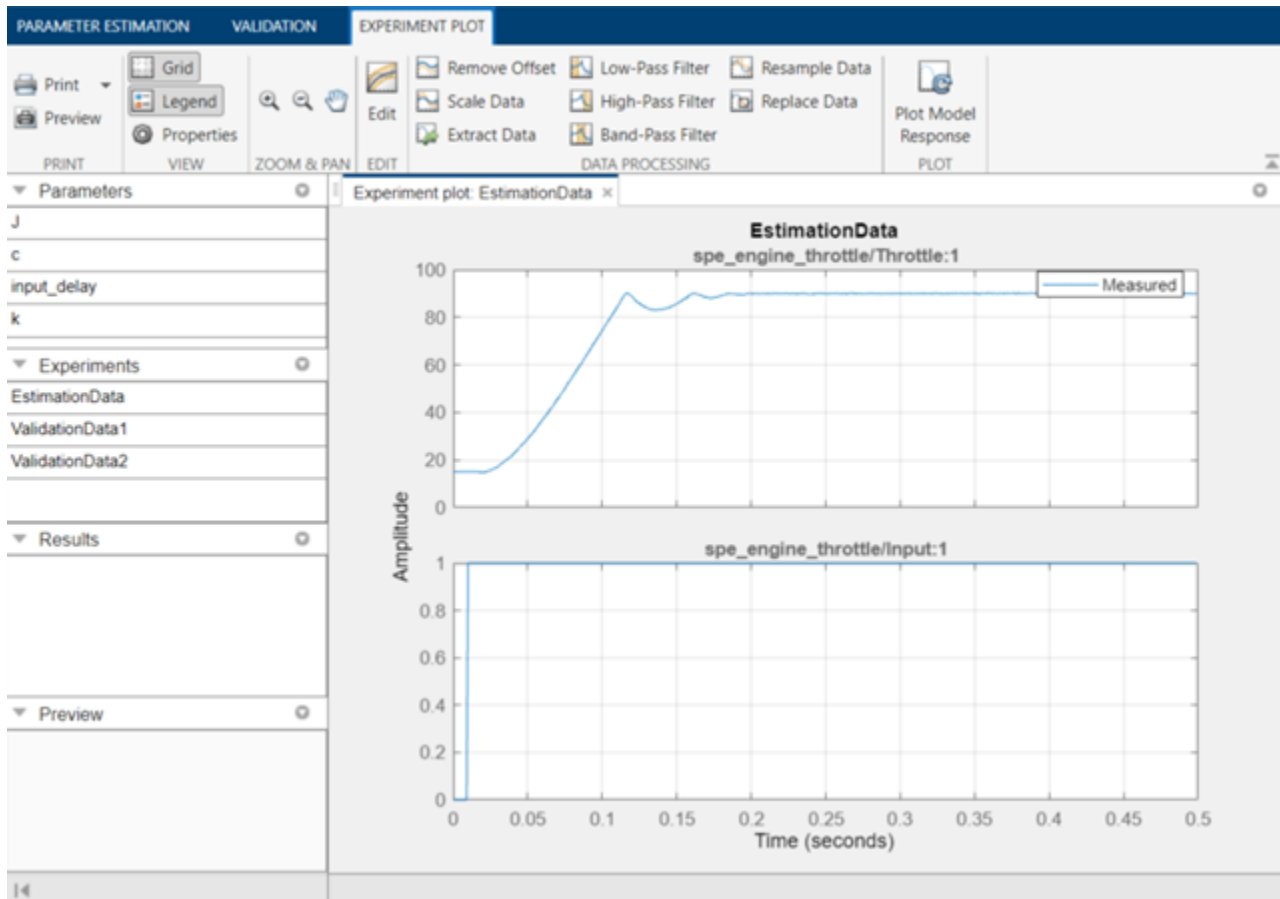 PARAMETER ESTIMATION VALIDATION EXPERIMENT PLOT
Print Grid Remove Offset Low-Pass Filter Resample Data
Preview Legend Edit Scale Data High-Pass Filter Replace Data Plot Model Response
Properties Extract Data Band-Pass Filter
PRINT VIEW ZOOM & PAN EDIT DATA PROCESSING PLOT
Parameters
J
c
input_delay
k
Experiments
EstimationData
ValidationData1
ValidationData2
Results
Preview
Experiment plot: EstimationData ×
EstimationData
spe_engine_throttle/Throttle:1
Measured
100
80
60
40
20
0
Amplitude
spe_engine_throttle/Input:1
1
0.8
0.6
0.4
0.2
0
0 0.05 0.1 0.15 0.2 0.25 0.3 0.35 0.4 0.45 0.5
Time (seconds)